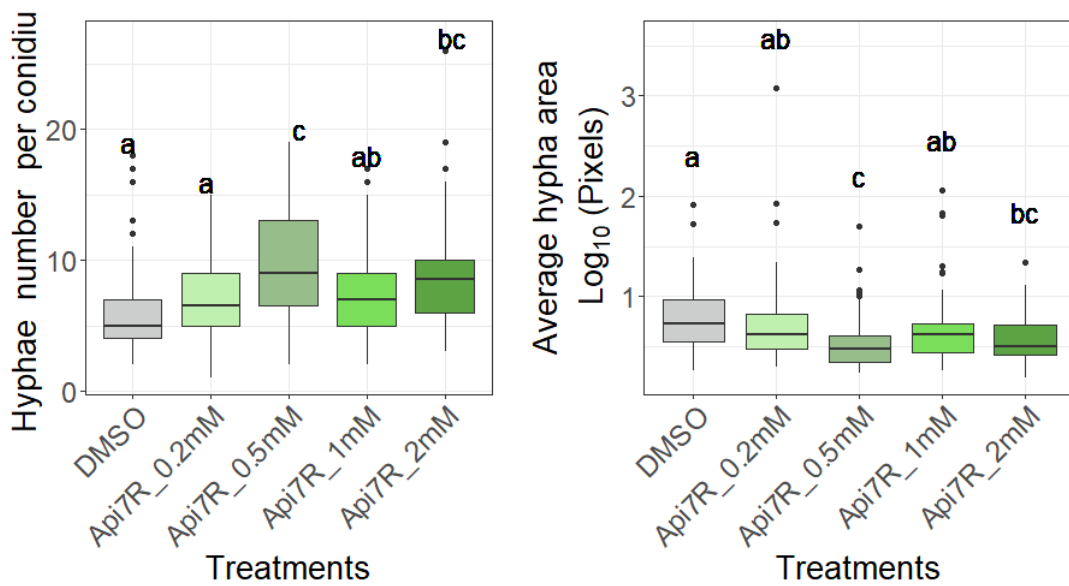 Hyphae number per conidiu
20
10
0
a
a
c
ab
bc
DMSO
Api7R_0.2mM
Api7R_0.5mM
Api7R_1mM
Api7R_2mM
Treatments
Average hypha area
Log₁₀ (Pixels)
3
2
1
a
ab
c
ab
bc
DMSO
Api7R_0.2mM
Api7R_0.5mM
Api7R_1mM
Api7R_2mM
Treatments